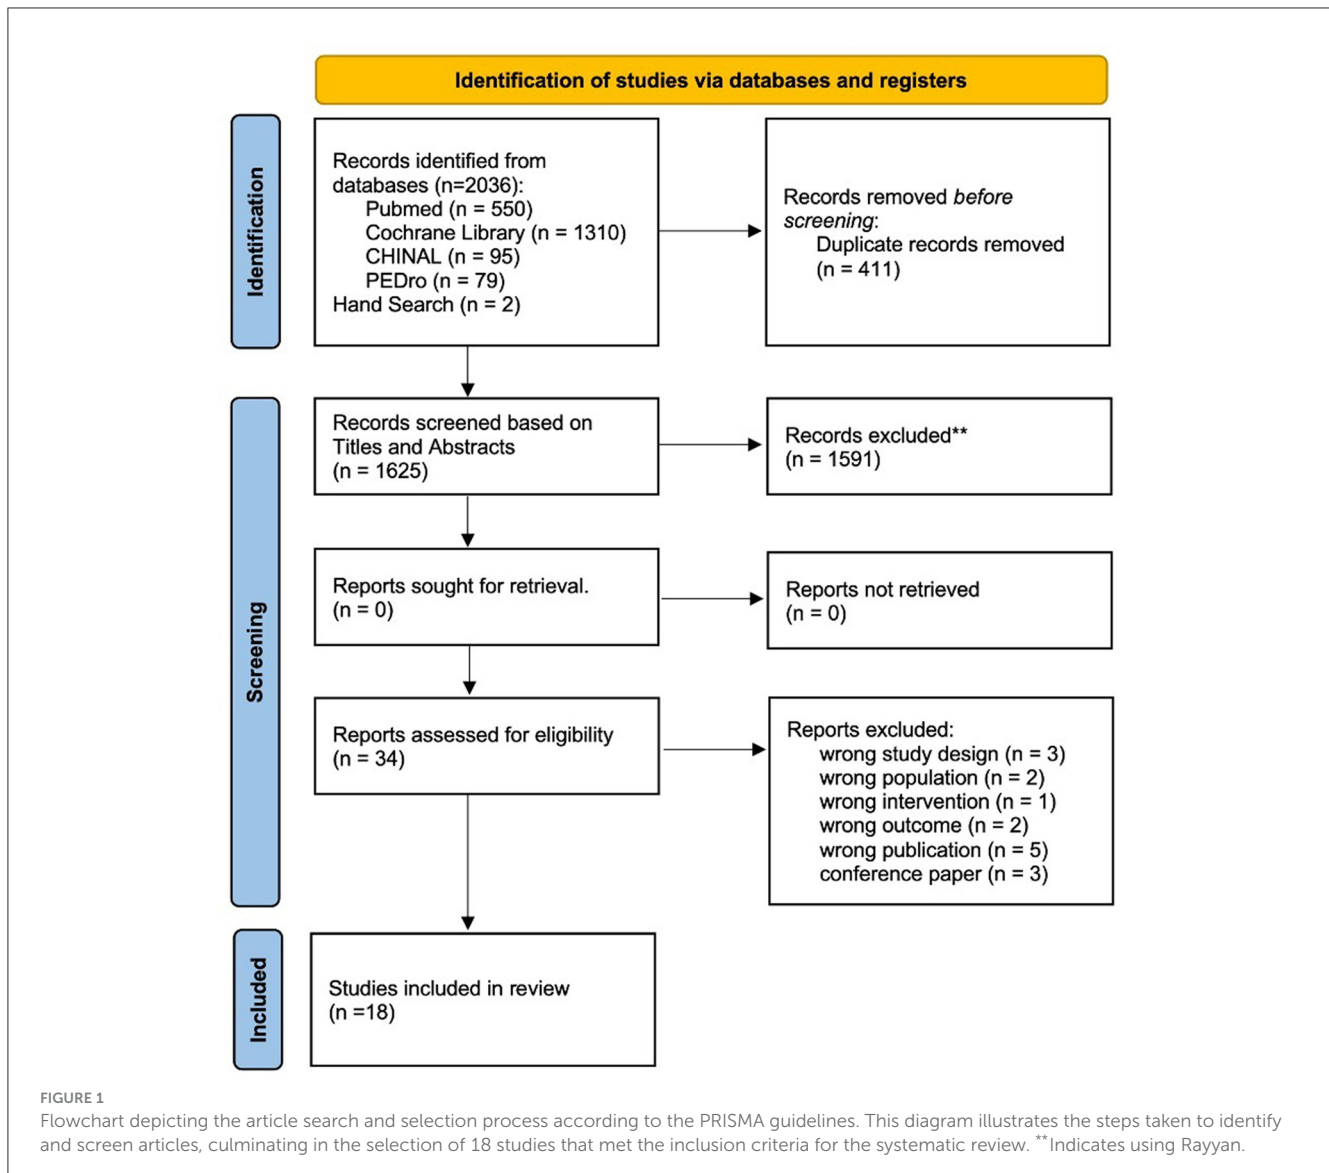 Identification of studies via databases and registers
Identification
Records identified from
databases (n=2036):
Pubmed (n = 550)
Cochrane Library (n = 1310)
CHINAL (n = 95)
PEDro (n = 79)
Hand Search (n = 2)
Records removed before
screening:
Duplicate records removed
(n = 411)
Screening
Records screened based on
Titles and Abstracts
(n = 1625)
Records excluded**
(n = 1591)
Reports sought for retrieval.
(n = 0)
Reports not retrieved
(n = 0)
Reports assessed for eligibility
(n = 34)
Reports excluded:
wrong study design (n = 3)
wrong population (n = 2)
wrong intervention (n = 1)
wrong outcome (n = 2)
wrong publication (n = 5)
conference paper (n = 3)
Included
Studies included in review
(n =18)
FIGURE 1
Flowchart depicting the article search and selection process according to the PRISMA guidelines. This diagram illustrates the steps taken to identify
and screen articles, culminating in the selection of 18 studies that met the inclusion criteria for the systematic review. **Indicates using Rayyan.